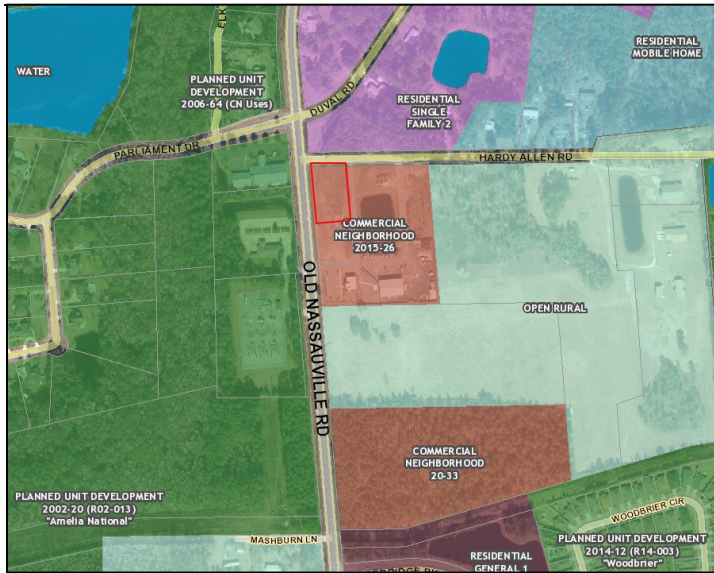 ELK
WATER
PLANNED UNIT
DEVELOPMENT
2006-64 (CN Uses)
DUVAL RD
RESIDENTIAL
MOBILE HOME
RESIDENTIAL
SINGLE
FAMILY-2
PARLIAMENT DR
HARDY ALLEN RD
COMMERCIAL
NEIGHBORHOOD
2015-26
OLD NASSAUVILLE RD
OPEN RURAL
COMMERCIAL
NEIGHBORHOOD
20-33
PLANNED UNIT DEVELOPMENT
2002-20 (R02-013)
"Amelia National"
MASHBURN LN
WOODBRIER CIR
PLANNED UNIT DEVELOPMENT
2014-12 (R14-003)
"Woodbrier"
RESIDENTIAL
GENERAL 1